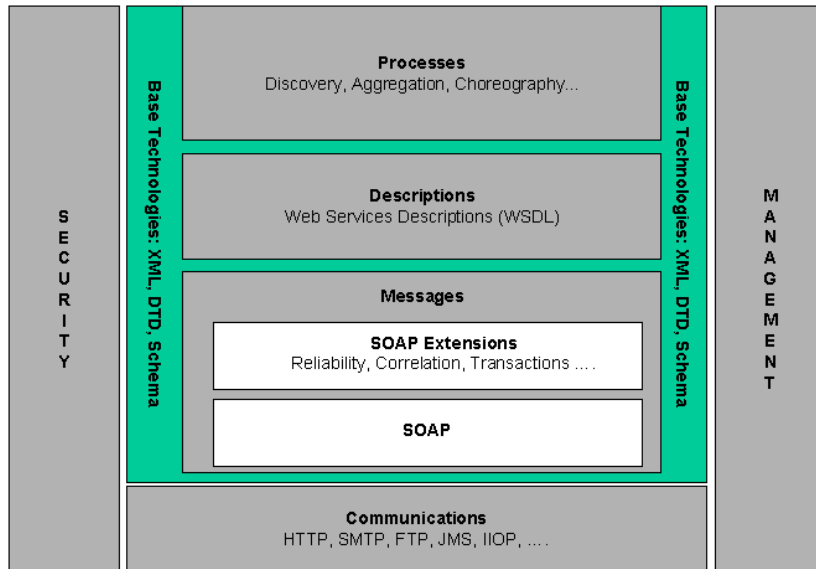 SECURITY
Base Technologies: XML, DTD, Schema
Processes
Discovery, Aggregation, Choreography...
Descriptions
Web Services Descriptions (WSDL)
Messages
SOAP Extensions
Reliability, Correlation, Transactions ... .
SOAP
Base Technologies: XML, DTD, Schema
MANAGEMENT
Communications
HTTP, SMTP, FTP, JMS, IIOP, ... .